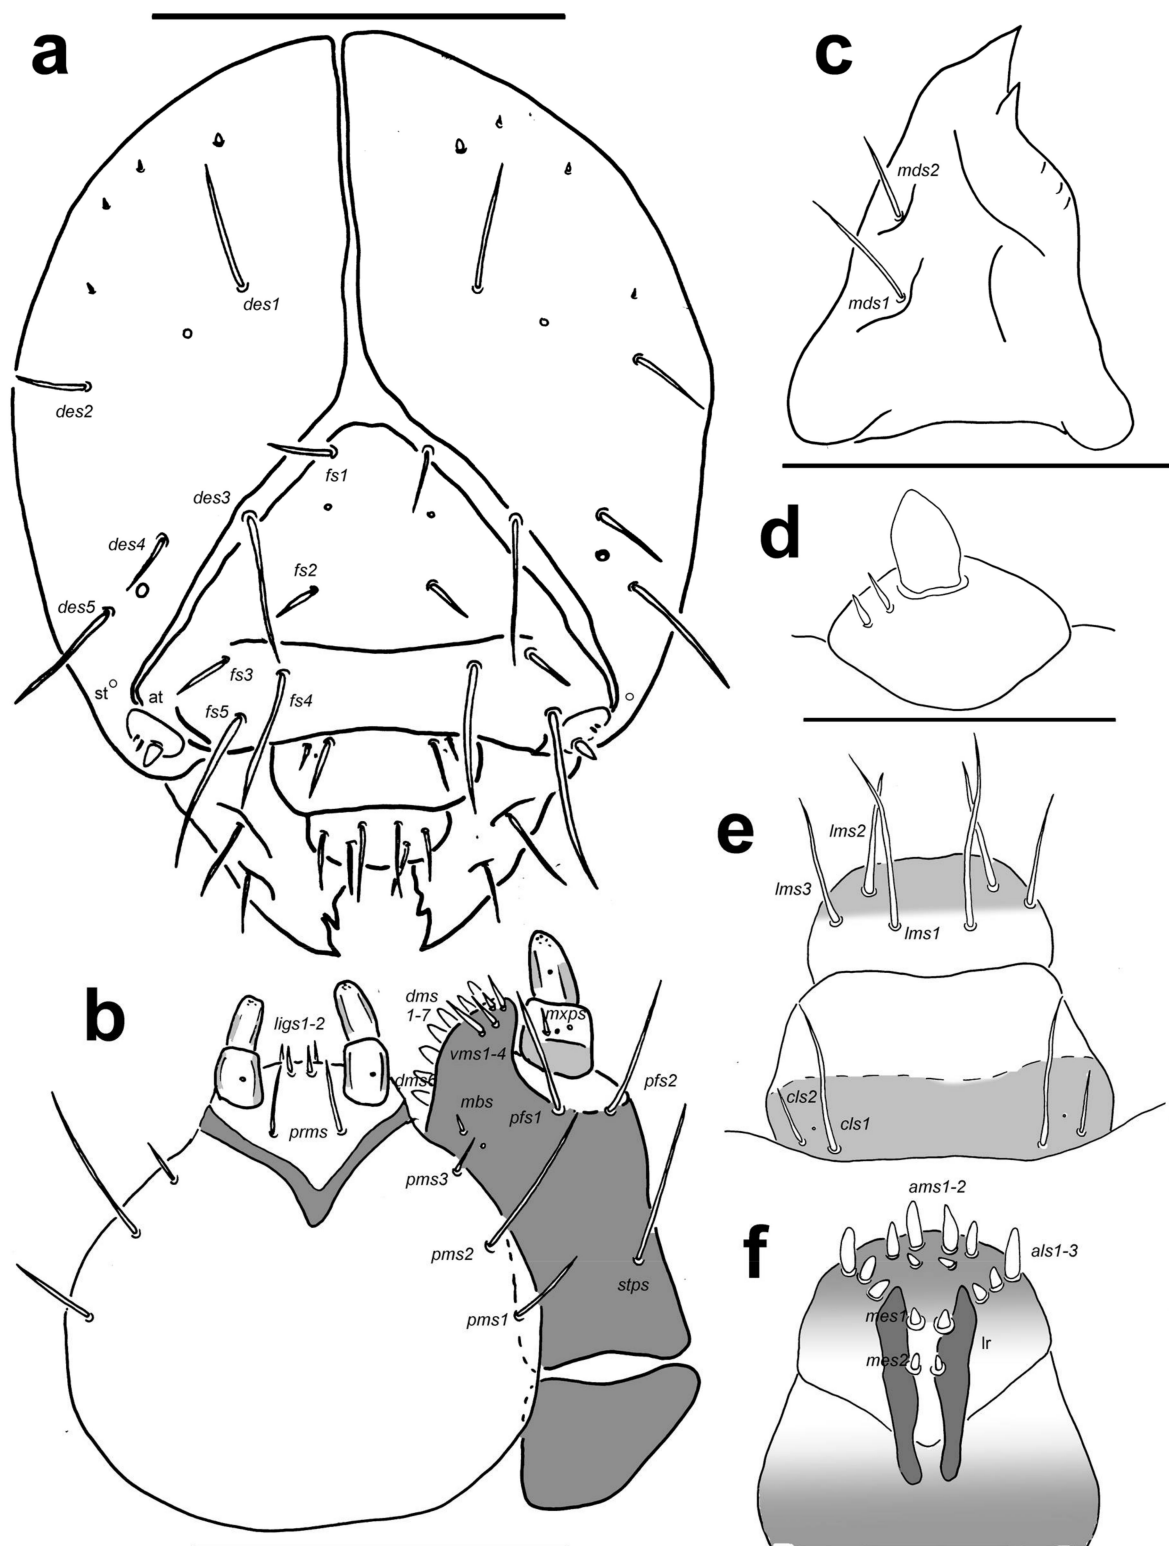 a
des1
des2
fs1
des3
des4
fs2
des5
fs3
st
at
fs4
fs5
b
ligs1-2
dms
1-7
mxps
vms1-4
pfs2
mbs
pfs1
prms
pms3
pms2
stps
pms1
c
mds2
mds1
d
e
lms2
lms3
lms1
cls2
cls1
f
ams1-2
als1-3
mes1
lr
mes2